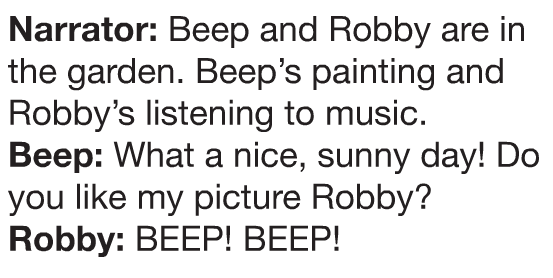 Narrator: Beep and Robby are in
the garden. Beep’s painting and
Robby’s listening to music.
Beep: What a nice, sunny day! Do
you like my picture Robby?
Robby: BEEP! BEEP!